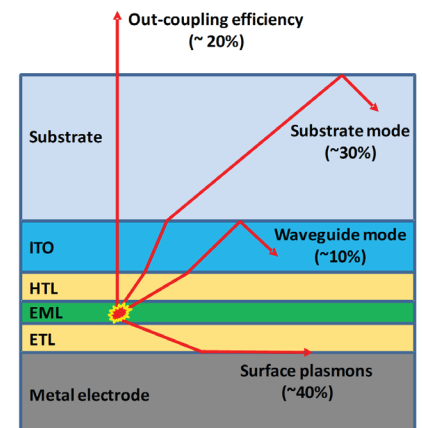 Out-coupling efficiency
(~ 20%)
Substrate
Substrate mode
(~30%)
ITO
Waveguide mode
(~10%)
HTL
EML
ETL
Surface plasmons
(~40%)
Metal electrode